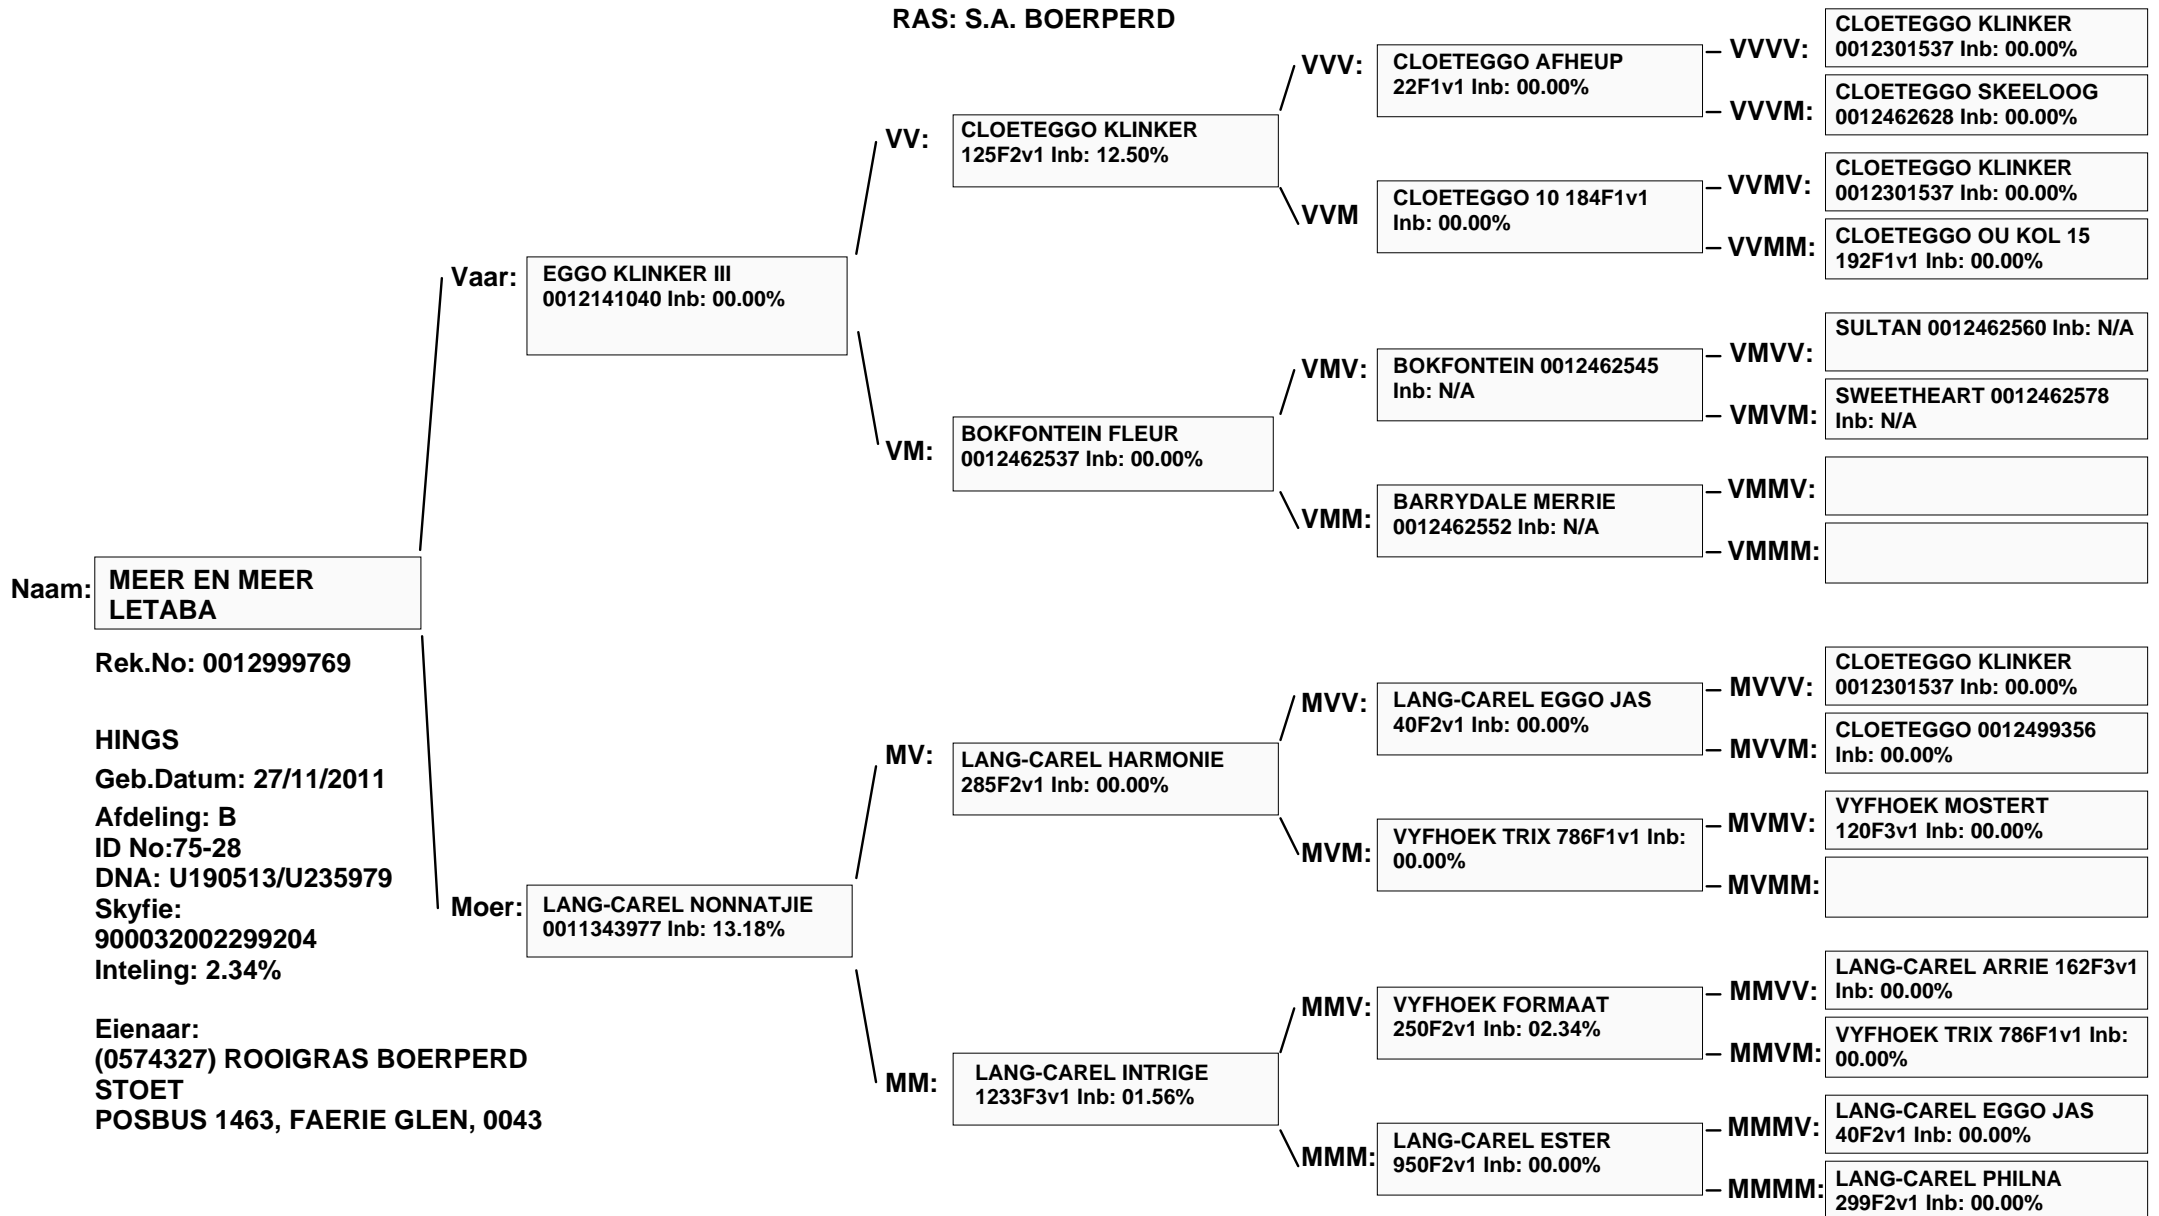 RAS: S.A. BOERPERD
Naam:
MEER EN MEER
LETABA
Rek.No: 0012999769
HINGS
Geb.Datum: 27/11/2011
Afdeling: B
ID No:75-28
DNA: U190513/U235979
Skyfie:
900032002299204
Inteling: 2.34%
Eienaar:
(0574327) ROOIGRAS BOERPERD
STOET
POSBUS 1463, FAERIE GLEN, 0043
Vaar:
EGGO KLINKER III
0012141040 Inb: 00.00%
Moer:
LANG-CAREL NONNATJIE
0011343977 Inb: 13.18%
VV:
CLOETEGGO KLINKER
125F2v1 Inb: 12.50%
VM:
BOKFONTEIN FLEUR
0012462537 Inb: 00.00%
MV:
LANG-CAREL HARMONIE
285F2v1 Inb: 00.00%
MM:
LANG-CAREL INTRIGE
1233F3v1 Inb: 01.56%
VVV:
CLOETEGGO AFHEUP
22F1v1 Inb: 00.00%
VVM
CLOETEGGO 10 184F1v1
Inb: 00.00%
VMV:
BOKFONTEIN 0012462545
Inb: N/A
VMM:
BARRYDALE MERRIE
0012462552 Inb: N/A
MVV:
LANG-CAREL EGGO JAS
40F2v1 Inb: 00.00%
MVM:
VYFHOEK TRIX 786F1v1 Inb:
00.00%
MMV:
VYFHOEK FORMAAT
250F2v1 Inb: 02.34%
MMM:
LANG-CAREL ESTER
950F2v1 Inb: 00.00%
VVVV:
CLOETEGGO KLINKER
0012301537 Inb: 00.00%
VVVM:
CLOETEGGO SKEELOOG
0012462628 Inb: 00.00%
VVMV:
CLOETEGGO KLINKER
0012301537 Inb: 00.00%
VVMM:
CLOETEGGO OU KOL 15
192F1v1 Inb: 00.00%
VMVV:
SULTAN 0012462560 Inb: N/A
VMVM:
SWEETHEART 0012462578
Inb: N/A
VMMV:
VMMM:
MVVV:
CLOETEGGO KLINKER
0012301537 Inb: 00.00%
MVVM:
CLOETEGGO 0012499356
Inb: 00.00%
MVMV:
VYFHOEK MOSTERT
120F3v1 Inb: 00.00%
MVMM:
MMVV:
LANG-CAREL ARRIE 162F3v1
Inb: 00.00%
MMVM:
VYFHOEK TRIX 786F1v1 Inb:
00.00%
MMMV:
LANG-CAREL EGGO JAS
40F2v1 Inb: 00.00%
MMMM:
LANG-CAREL PHILNA
299F2v1 Inb: 00.00%